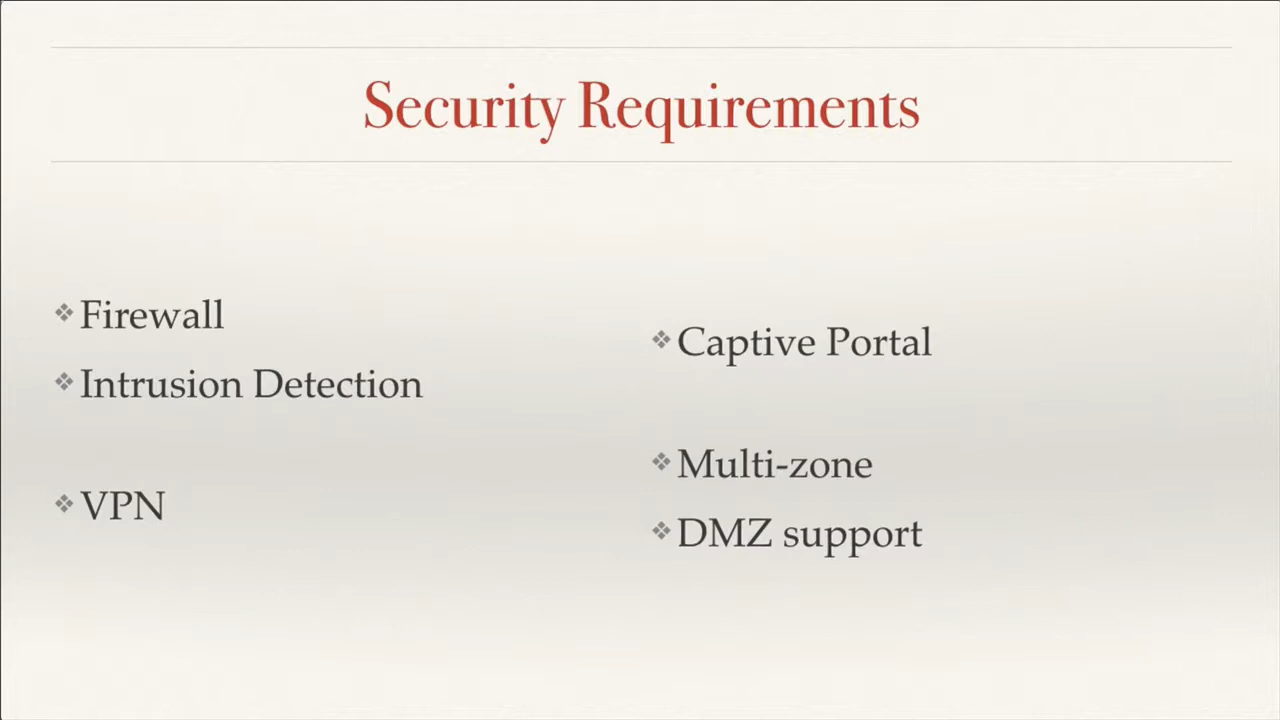 Security Requirements
Firewall
Intrusion Detection
VPN
Captive Portal
Multi-zone
DMZ support